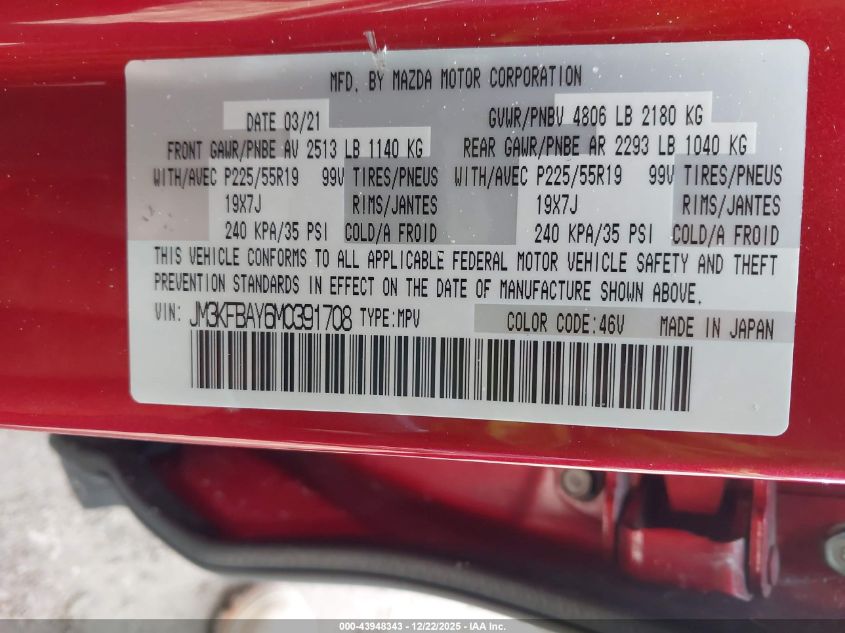 MFD. BY MAZDA MOTOR CORPORATION
DATE 03/21 GVWR/PNBV 4806 LB 2180 KG
FRONT GAWR/PNBE AV 2513 LB 1140 KG REAR GAWR/PNBE AR 2293 LB 1040 KG
WITH/AVEC P225/55R19 99V TIRES/PNEUS WITH/AVEC P225/55R19 99V TIRES/PNEUS
19X7J RIMS/JANTES 19X7J RIMS/JANTES
240 KPA/35 PSI COLD/A FROID 240 KPA/35 PSI COLD/A FROID
THIS VEHICLE CONFORMS TO ALL APPLICABLE FEDERAL MOTOR VEHICLE SAFETY AND THEFT
PREVENTION STANDARDS IN EFFECT ON THE DATE OF MANUFACTURE SHOWN ABOVE.
VIN: JM3KFBAY6M0391708 TYPE:MPV COLOR CODE:46V MADE IN JAPAN
000-43948343 - 12/22/2025 - IAA Inc.